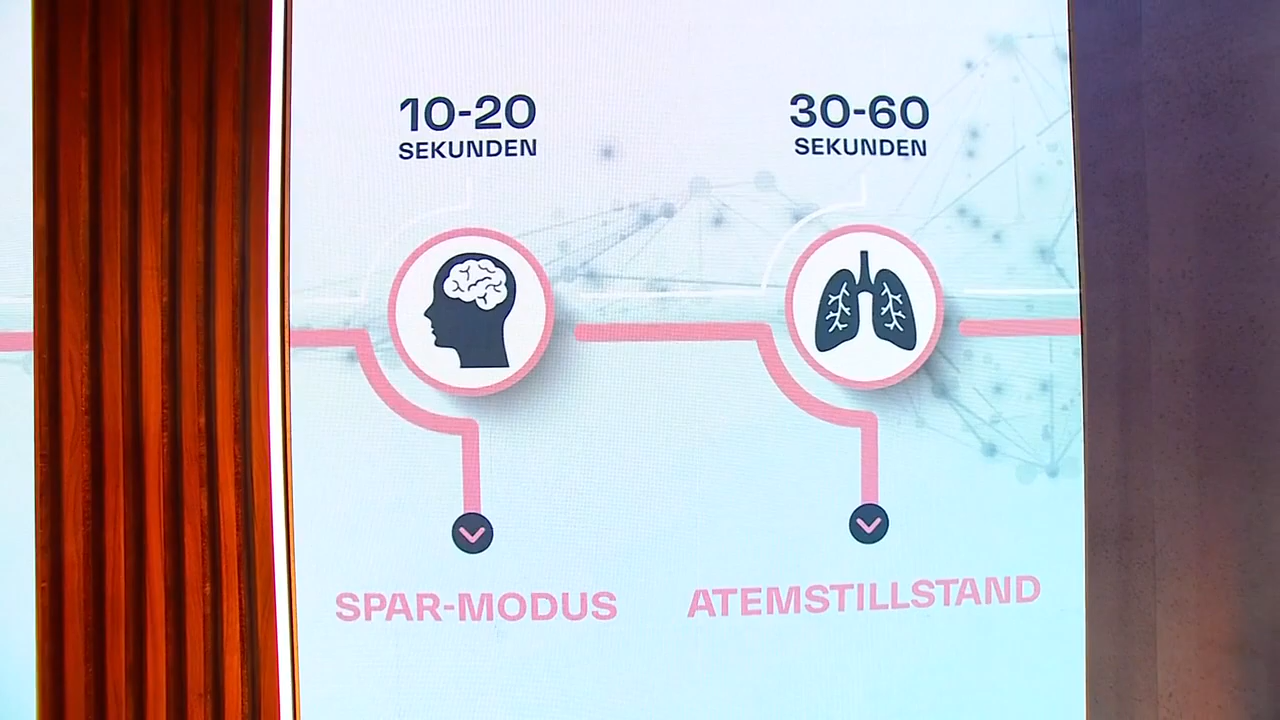 10-20
SEKUNDEN
30-60
SEKUNDEN
SPAR-MODUS
ATEMSTILLSTAND